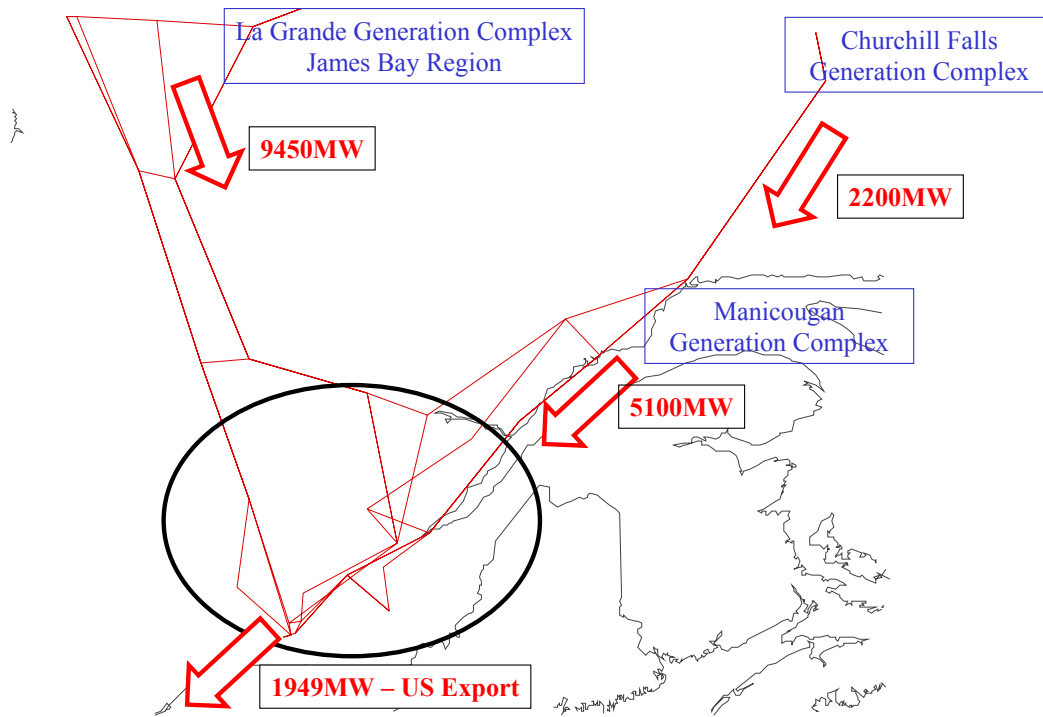 La Grande Generation Complex
James Bay Region
Churchill Falls
Generation Complex
9450MW
2200MW
Manicougan
Generation Complex
5100MW
1949MW – US Export